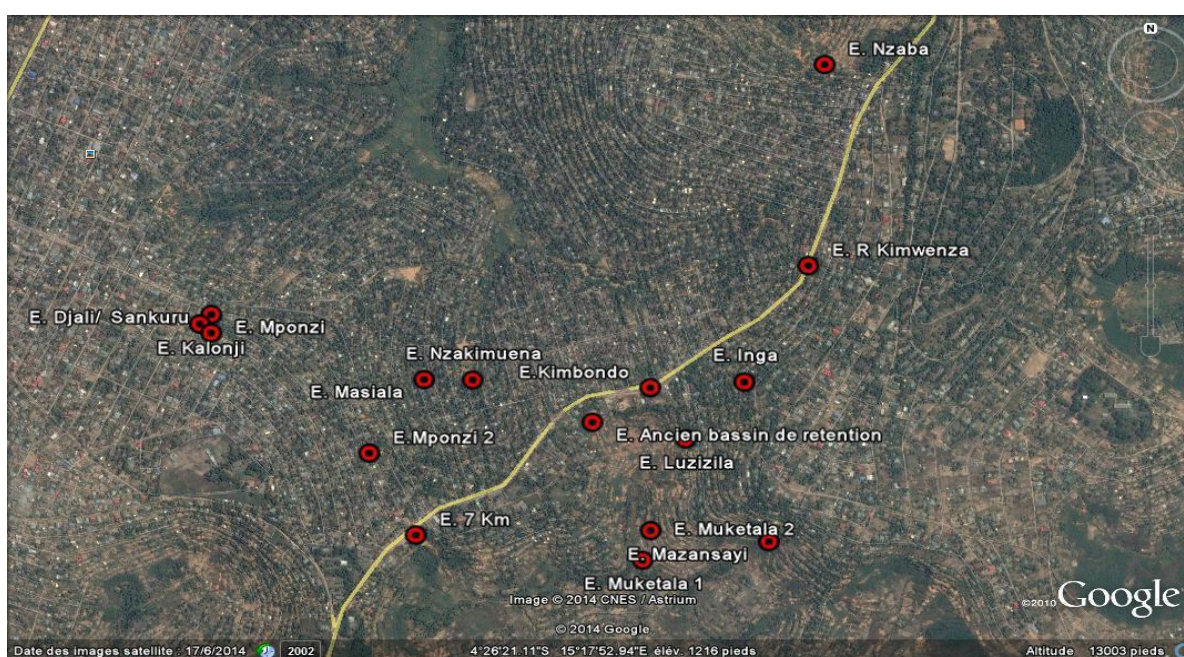 N
E. Nzaba
E. R Kimwenza
E. Djali/ Sankuru
E. Mponzi
E. Kalonji
E. Nzakimuena
E. Inga
E.Kimbondo
E. Masiala
E.Mponzi 2
E. Ancien bassin de retention
E. Luzizila
E. 7 Km
E. Muketala 2
E. Mazansayi
E. Muketala 1
Image © 2014 CNES / Astrium
©2010 Google
© 2014 Google
Date des images satellite : 17/6/2014 2002 4°26'21.11"S 15°17'52.94"E élév. 1216 pieds Altitude 13003 pieds